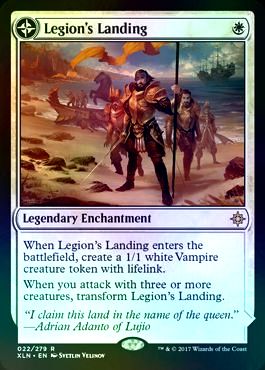 Legion's Landing
Legendary Enchantment
When Legion's Landing enters the
battlefield, create a 1/1 white Vampire
creature token with lifelink.
When you attack with three or more
creatures, transform Legion's Landing.
"I claim this land in the name of the queen."
—Adrian Adanto of Lujio
022/279 R
XLN • EN Svetlin Velinov
™ & © 2017 Wizards of the Coast